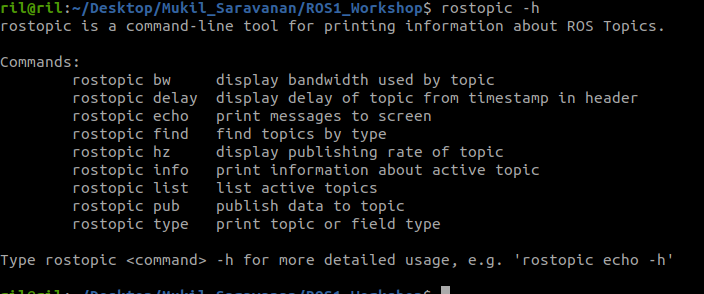 ril@ril:~/Desktop/Mukil_Saravanan/ROS1_Workshop$ rostopic -h
rostopic is a command-line tool for printing information about ROS Topics.

Commands:
	rostopic bw	display bandwidth used by topic
	rostopic delay	display delay of topic from timestamp in header
	rostopic echo	print messages to screen
	rostopic find	find topics by type
	rostopic hz	display publishing rate of topic
	rostopic info	print information about active topic
	rostopic list	list active topics
	rostopic pub	publish data to topic
	rostopic type	print topic or field type

Type rostopic <command> -h for more detailed usage, e.g. 'rostopic echo -h'

ril@ril:~/Desktop/Mukil_Saravanan/ROS1_Workshop$